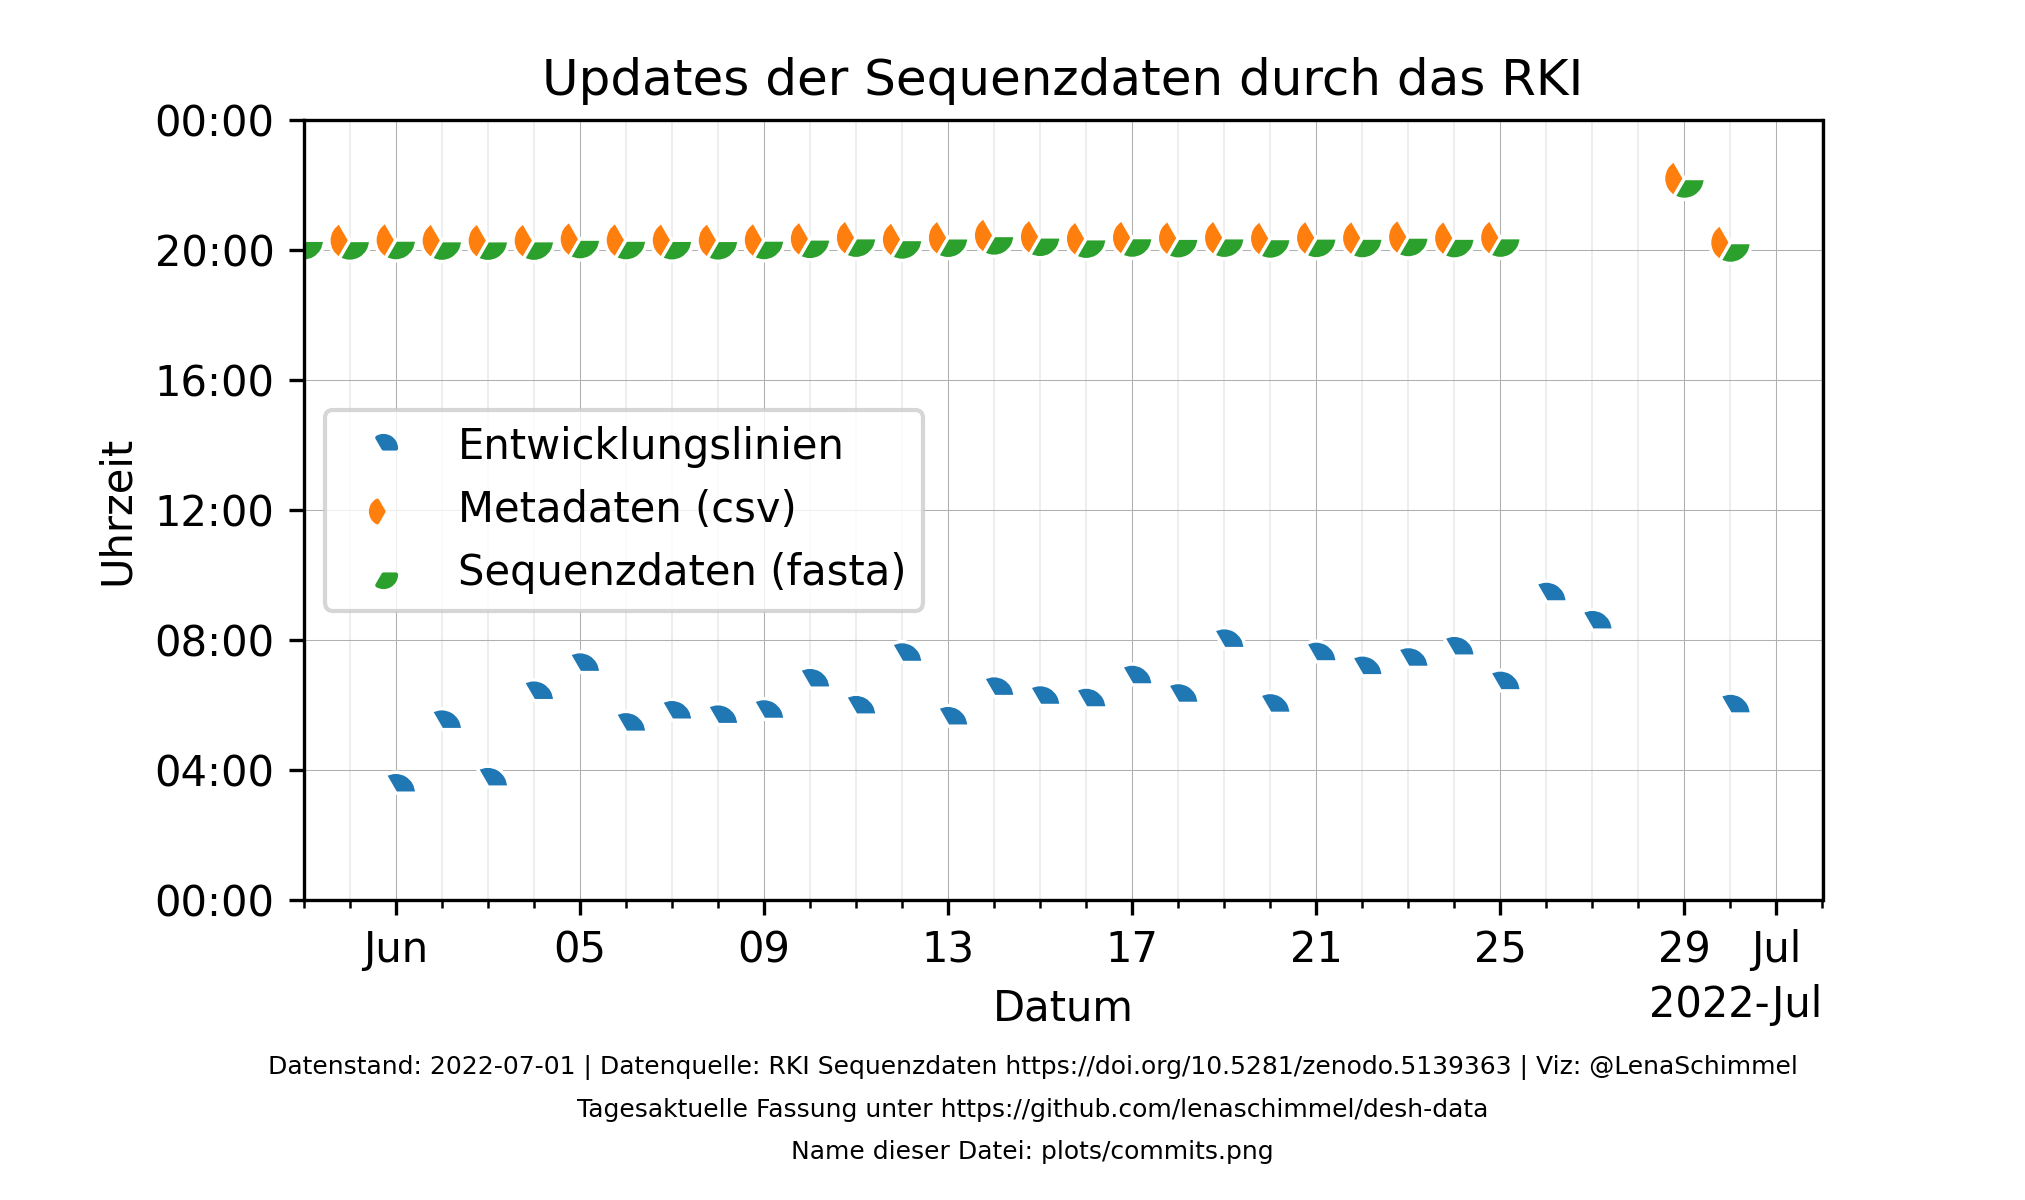 Updates der Sequenzdaten durch das RKI
00:00
20:00
16:00
12:00
08:00
04:00
00:00
Uhrzeit
Entwicklungslinien
Metadaten (csv)
Sequenzdaten (fasta)
Jun 05 09 13 17 21 25 29 Jul
2022-Jul
Datum
Datenstand: 2022-07-01 | Datenquelle: RKI Sequenzdaten https://doi.org/10.5281/zenodo.5139363 | Viz: @LenaSchimmel
Tagesaktuelle Fassung unter https://github.com/lenaschimmel/desh-data
Name dieser Datei: plots/commits.png